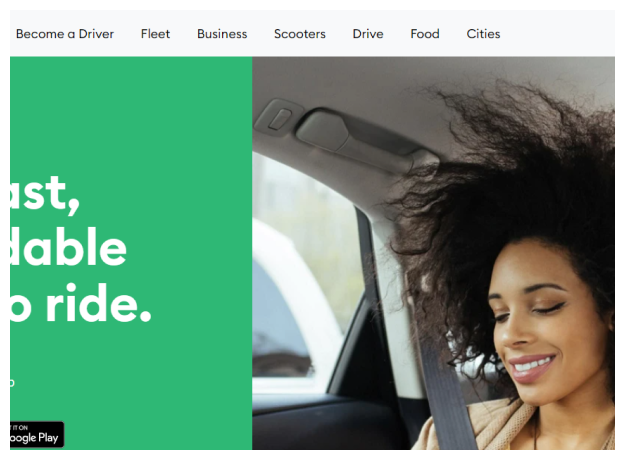 Become a Driver Fleet Business Scooters Drive Food Cities
ast,
dable
o ride.
o
T IT ON
oogle Play